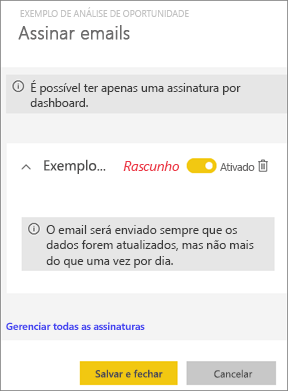 EXEMPLO DE ANÁLISE DE OPORTUNIDADE
Assinar emails
É possível ter apenas uma assinatura por
dashboard.
Exemplo... Rascunho Ativado
O email será enviado sempre que os
dados forem atualizados, mas não mais
do que uma vez por dia.
Gerenciar todas as assinaturas
Salvar e fechar Cancelar